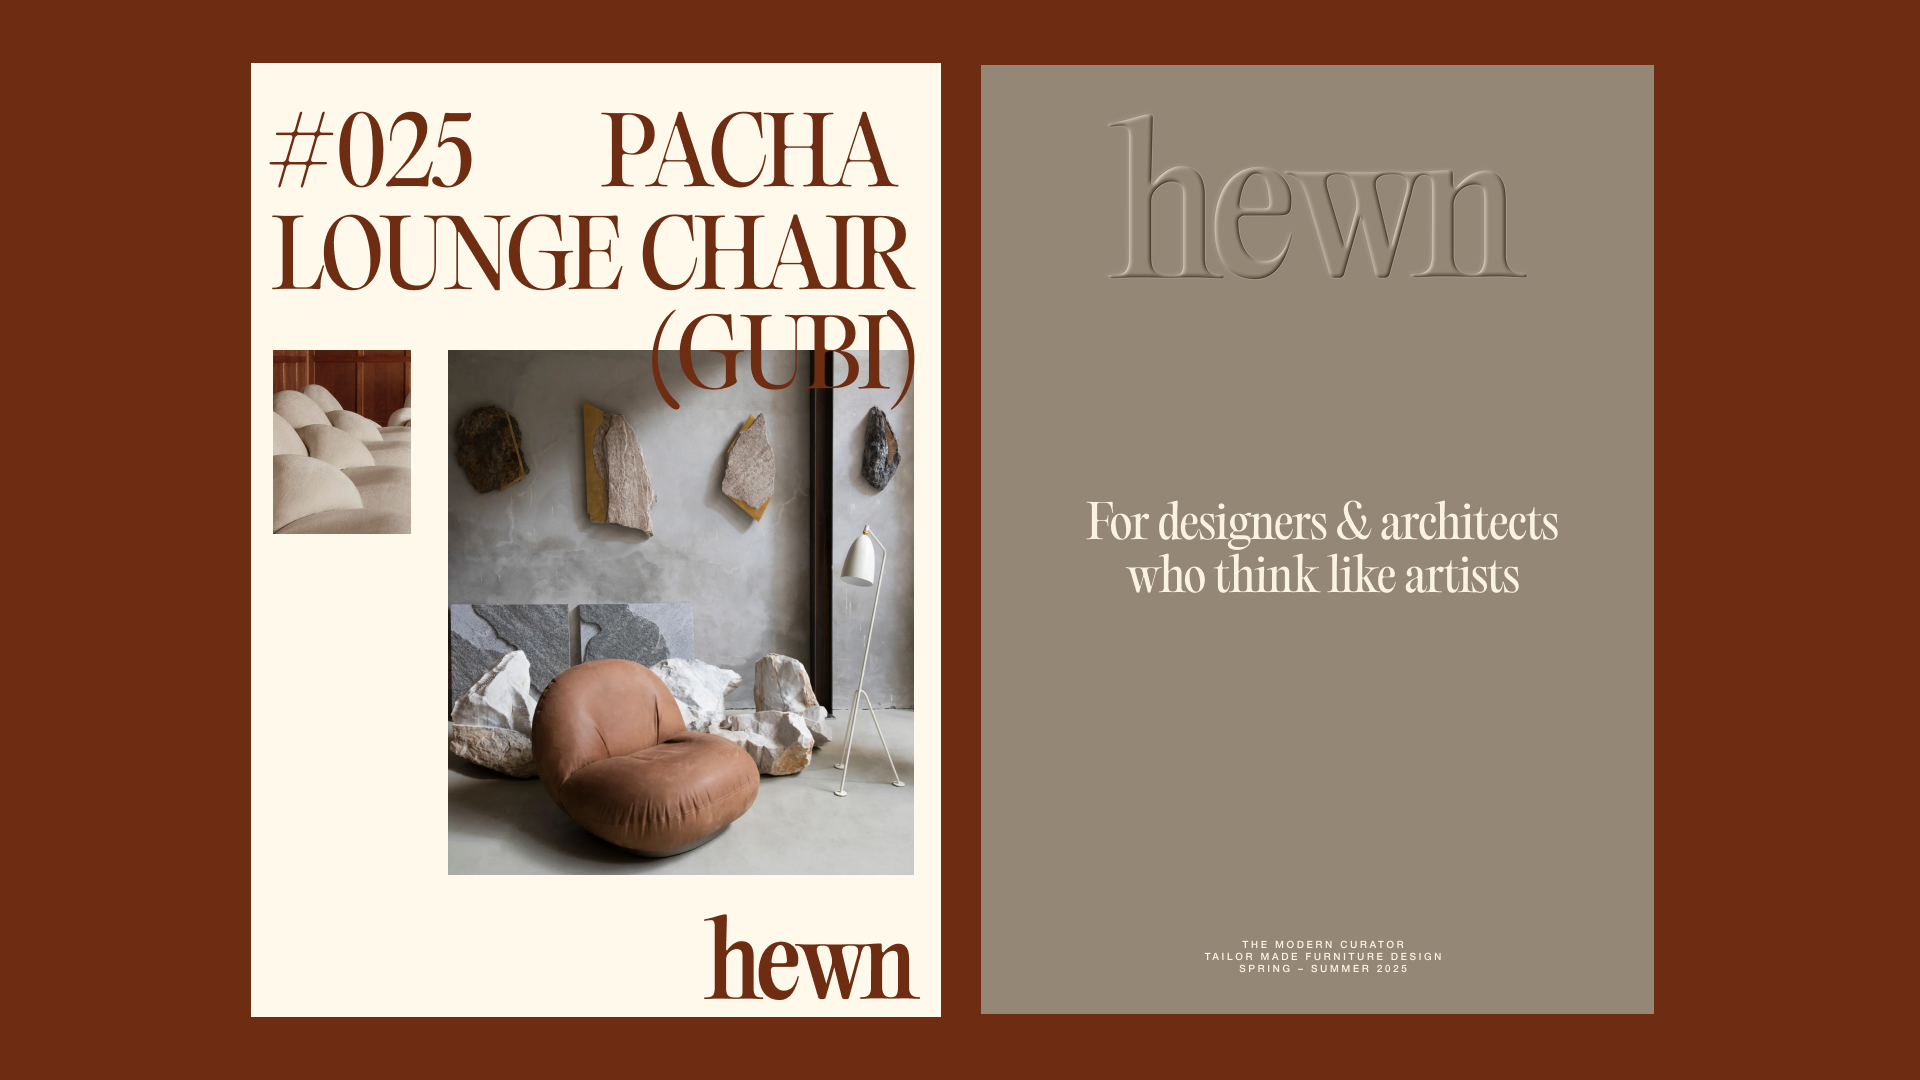 #025 PACHA
LOUNGE CHAIR
(GUBI)
hewn
hewn
For designers & architects
who think like artists
THE MODERN CURATOR
TAILOR MADE FURNITURE DESIGN
SPRING – SUMMER 2025